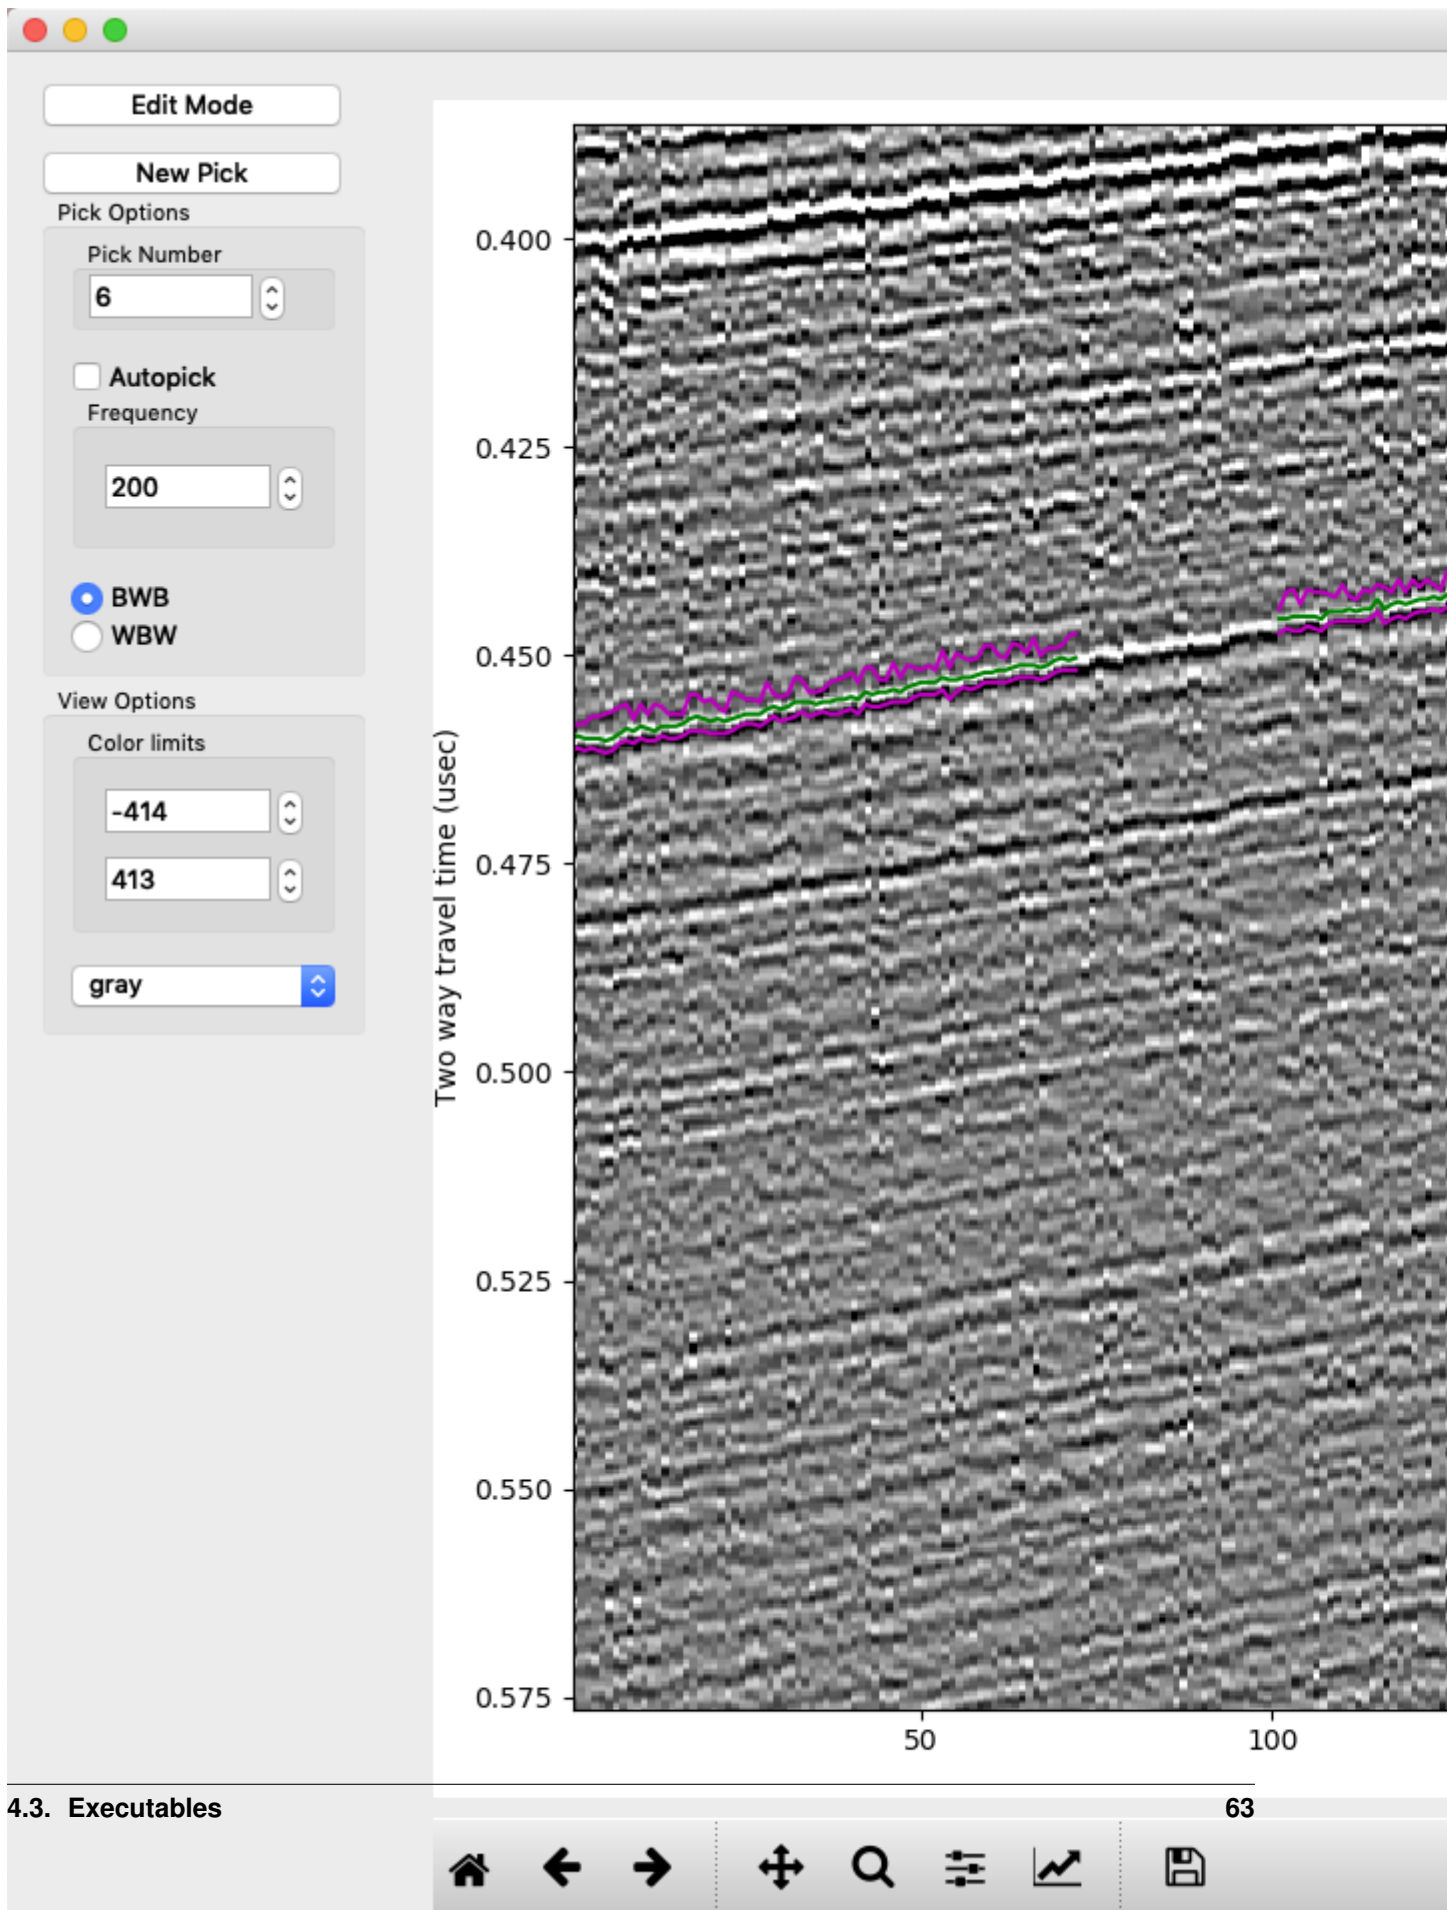 Edit Mode
New Pick
Pick Options
Pick Number
6
Autopick
Frequency
200
BWB
WBW
View Options
Color limits
-414
413
gray
Two way travel time (usec)
0.400
0.425
0.450
0.475
0.500
0.525
0.550
0.575
50 100
4.3. Executables 63